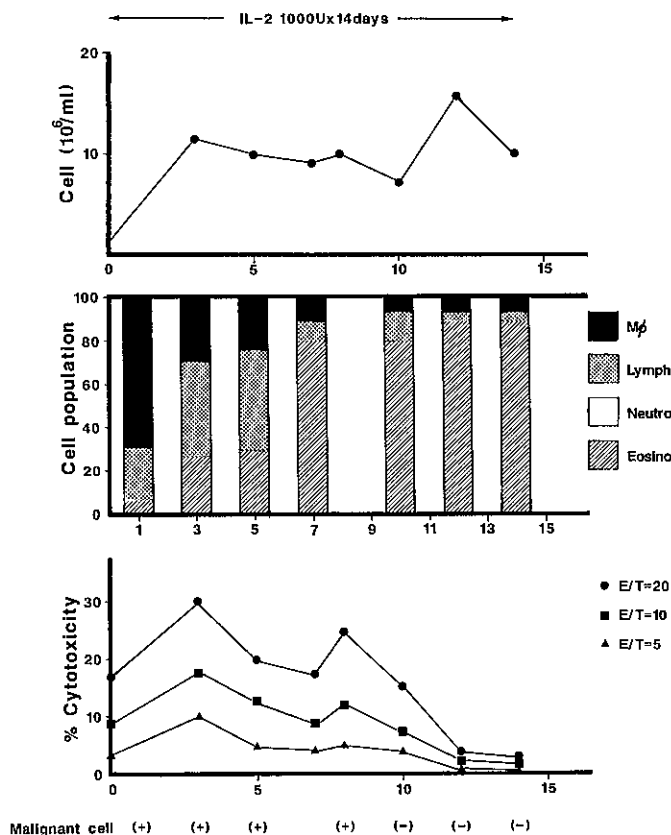 IL-2 1000Ux14days
20
10
Cell (10⁶/ml)
0 5 10 15
100
80
60
40
20
0
Cell population
1 3 5 7 9 11 13 15
Mφ
Lymph
Neutro
Eosino
30
20
10
0
% Cytotoxicity
0 5 10 15
E/T=20
E/T=10
E/T=5
Malignant cell (+) (+) (+) (+) (-) (-) (-)